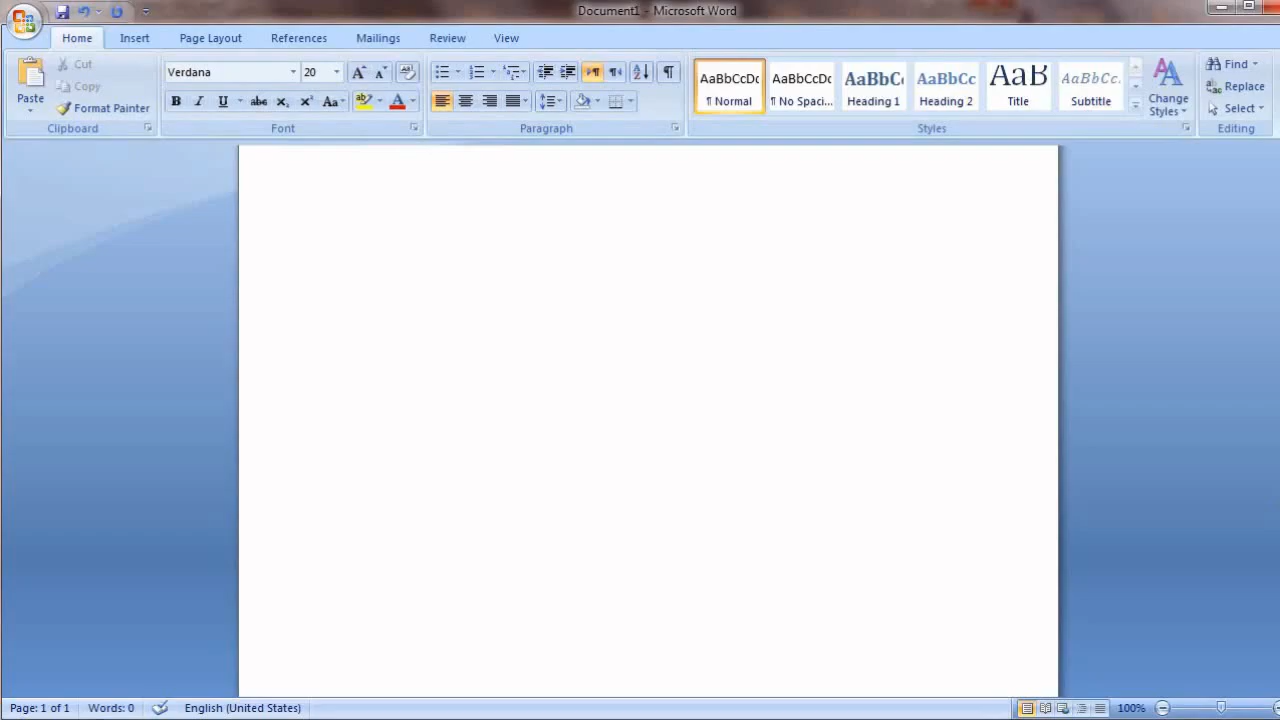 Document1 - Microsoft Word
Home Insert Page Layout References Mailings Review View
Paste
Cut
Copy
Format Painter
Clipboard
Verdana 20
B I U abc X₂ X² Aa A
Font
Paragraph
AaBbCcDc AaBbCcDc AaBbCc AaBbCc AaB AaBbCc.
¶ Normal ¶ No Spaci... Heading 1 Heading 2 Title Subtitle
Change
Styles
Styles
Find
Replace
Select
Editing
Page: 1 of 1 Words: 0 English (United States) 100%